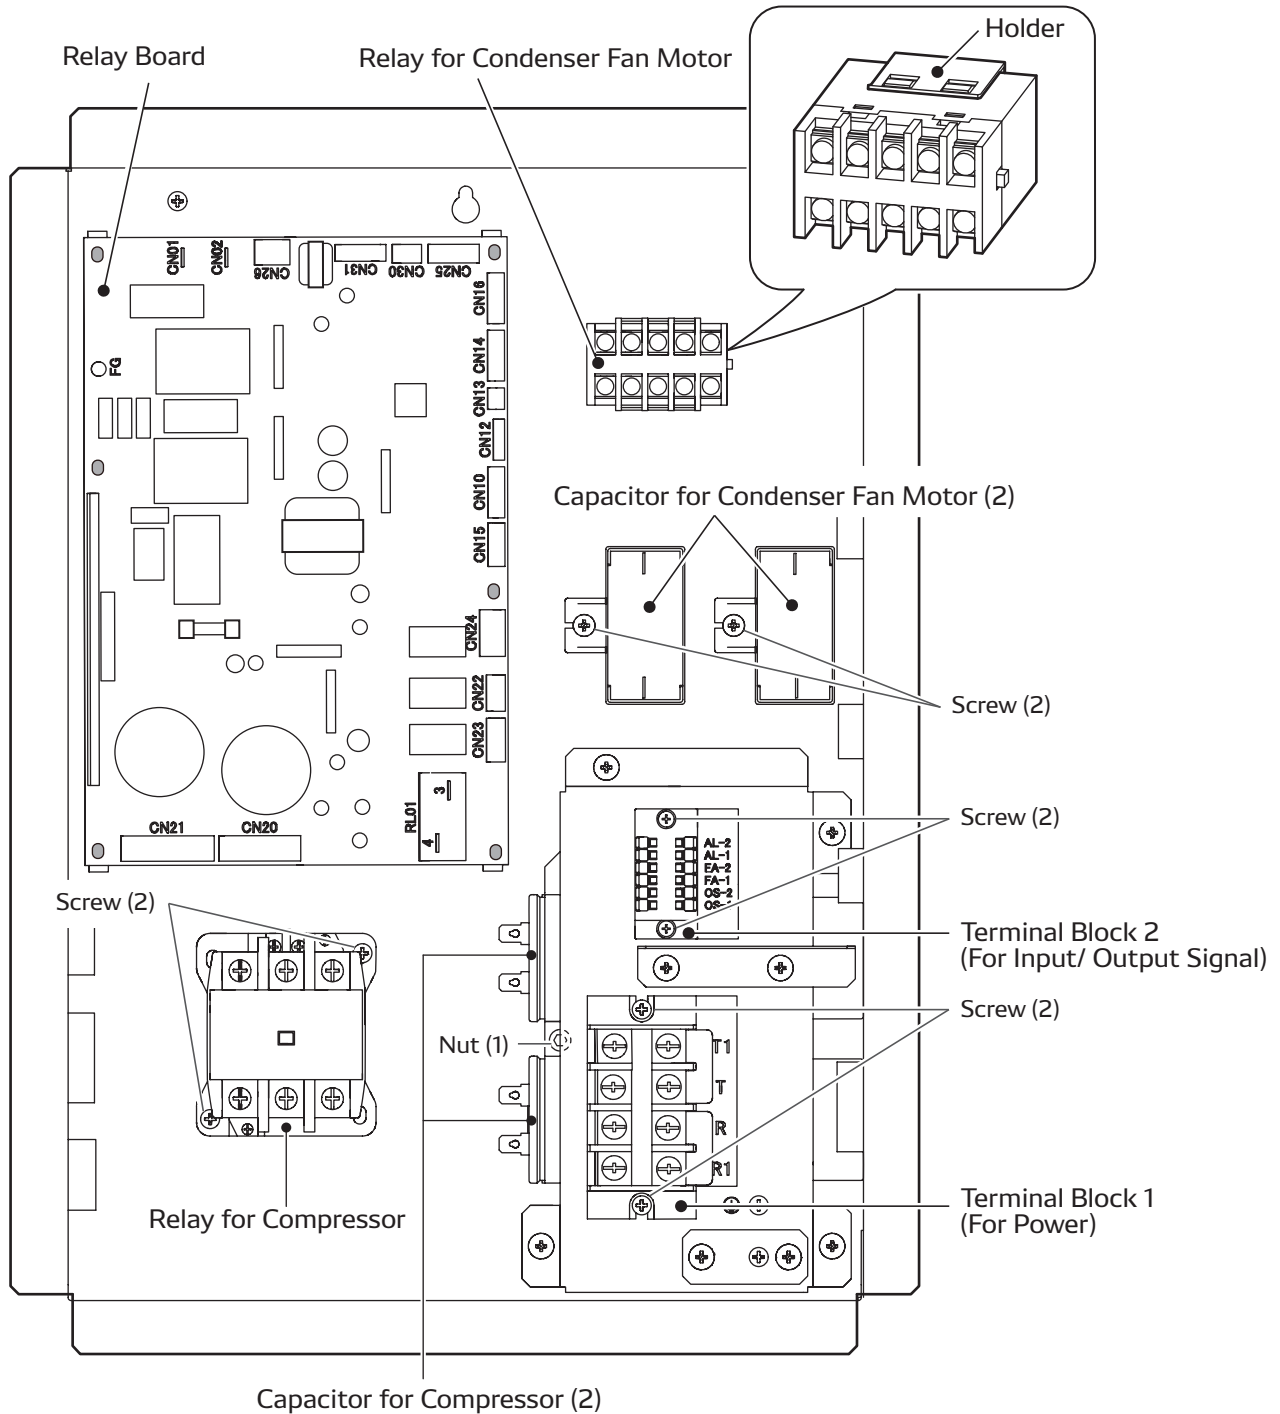 Holder
Relay Board
Relay for Condenser Fan Motor
CN01
CN02
CN28
CN31
CN30
CN25
CN16
FG
CN14
CN13
CN12
CN10
CN15
Capacitor for Condenser Fan Motor (2)
CN24
CN22
CN23
Screw (2)
RL01
3
4
CN21
CN20
Screw (2)
AL-2
AL-1
EA-2
FA-1
OS-2
OS-1
Screw (2)
Terminal Block 2
(For Input/ Output Signal)
Screw (2)
Nut (1)
T1
T
R
R1
Terminal Block 1
(For Power)
Relay for Compressor
Capacitor for Compressor (2)